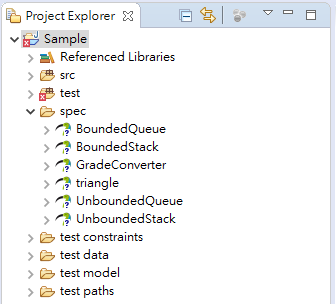 Project Explorer
Sample
Referenced Libraries
src
test
spec
BoundedQueue
BoundedStack
GradeConverter
triangle
UnboundedQueue
UnboundedStack
test constraints
test data
test model
test paths